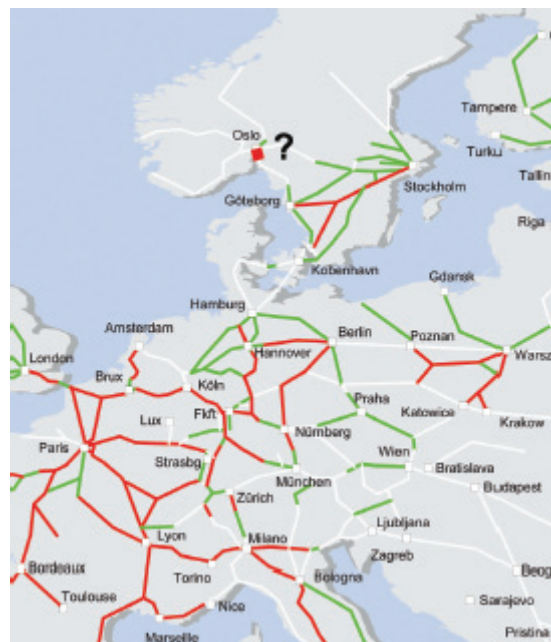 Tampere
Oslo
?
Turku
Stockholm
Tallin
Göteborg
Riga
Kobenhavn
Gdansk
Hamburg
Amsterdam
Berlin
Poznan
London
Hannover
Warsz
Brux
Köln
Praha
Fkft
Katowice
Krakow
Lux
Paris
Nürnberg
Strasbg
Wien
München
Bratislava
Zürich
Budapest
Lyon
Milano
Ljubljana
Zagreb
Bordeaux
Torino
Bologna
Beog
Toulouse
Nice
Sarajevo
Marseille
Pristina